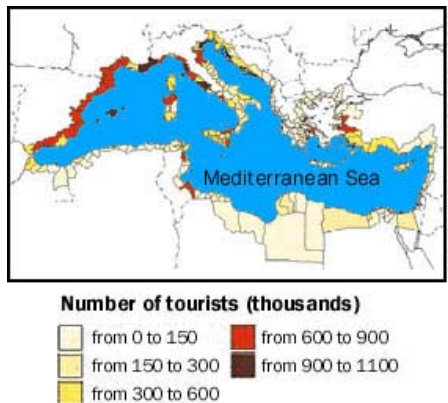 Mediterranean Sea
Number of tourists (thousands)
from 0 to 150
from 600 to 900
from 150 to 300
from 900 to 1100
from 300 to 600